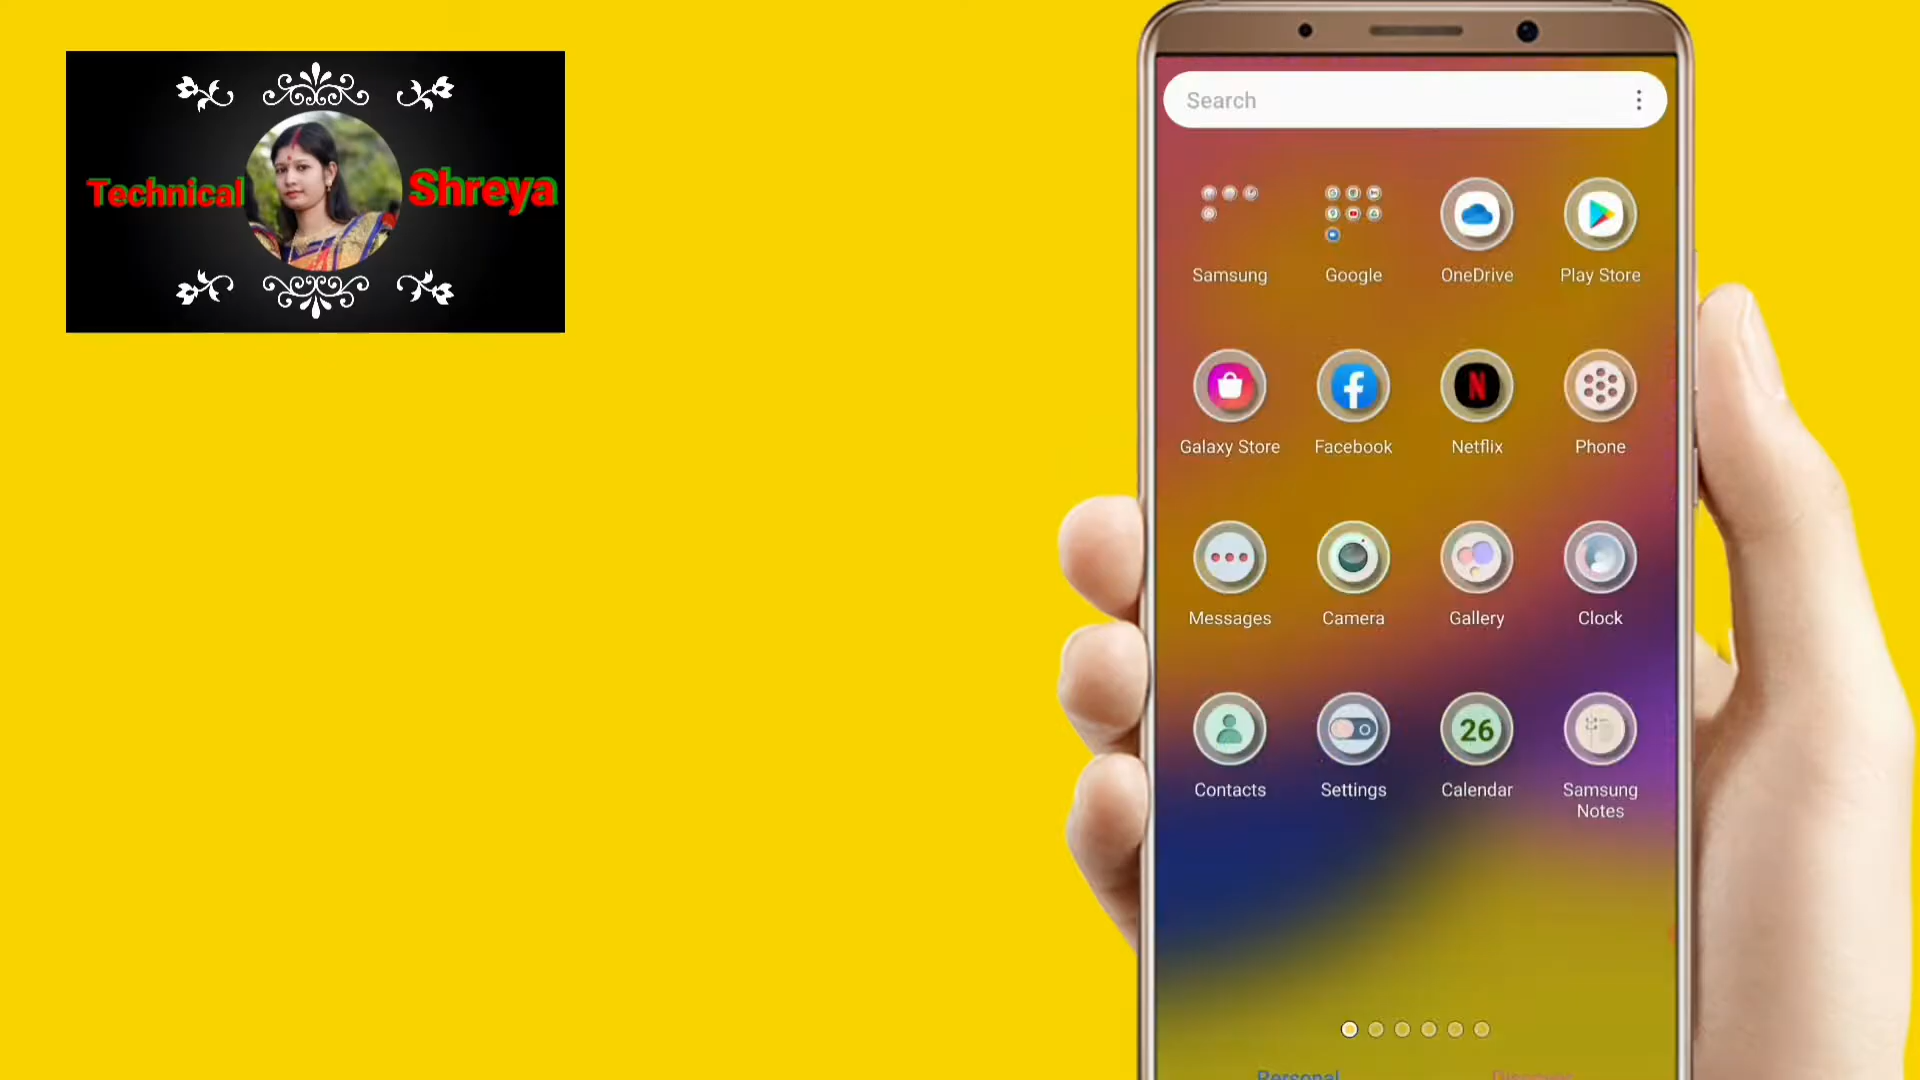 Technical Shreya
Search
Samsung Google OneDrive Play Store
Galaxy Store Facebook Netflix Phone
Messages Camera Gallery Clock
26
Contacts Settings Calendar Samsung Notes
Personal